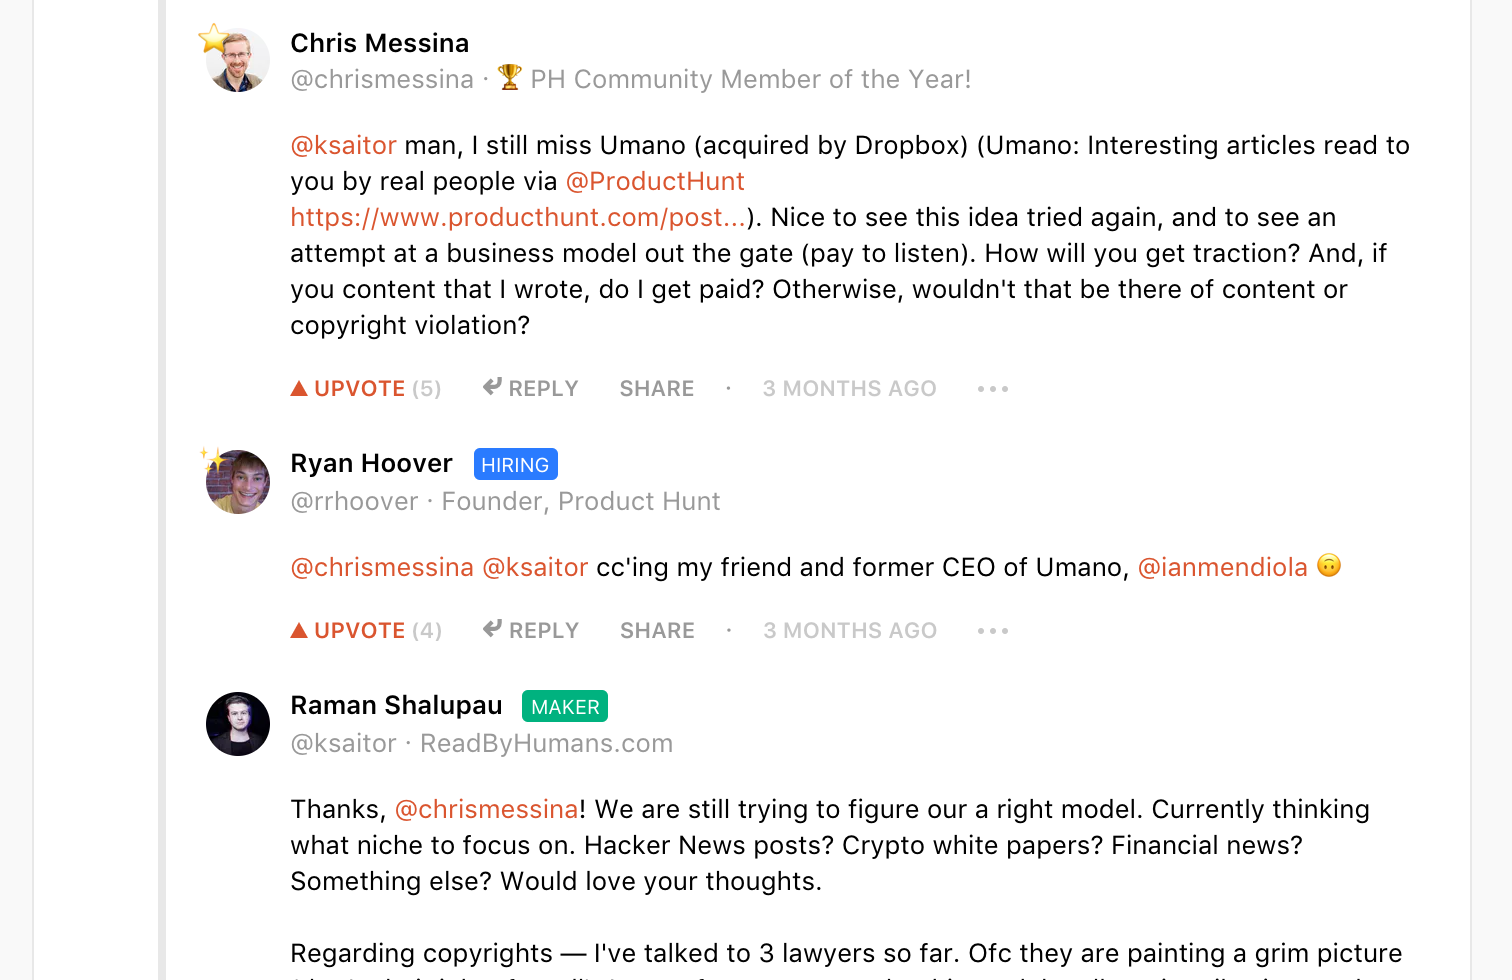 Chris Messina
@chrismessina · 🏆 PH Community Member of the Year!
@ksaitor man, I still miss Umano (acquired by Dropbox) (Umano: Interesting articles read to
you by real people via @ProductHunt
https://www.producthunt.com/post...). Nice to see this idea tried again, and to see an
attempt at a business model out the gate (pay to listen). How will you get traction? And, if
you content that I wrote, do I get paid? Otherwise, wouldn't that be there of content or
copyright violation?
UPVOTE (5) REPLY SHARE · 3 MONTHS AGO
Ryan Hoover HIRING
@rrhoover · Founder, Product Hunt
@chrismessina @ksaitor cc'ing my friend and former CEO of Umano, @ianmendiola 🙃
UPVOTE (4) REPLY SHARE · 3 MONTHS AGO
Raman Shalupau MAKER
@ksaitor · ReadByHumans.com
Thanks, @chrismessina! We are still trying to figure our a right model. Currently thinking
what niche to focus on. Hacker News posts? Crypto white papers? Financial news?
Something else? Would love your thoughts.
Regarding copyrights — I've talked to 3 lawyers so far. Ofc they are painting a grim picture